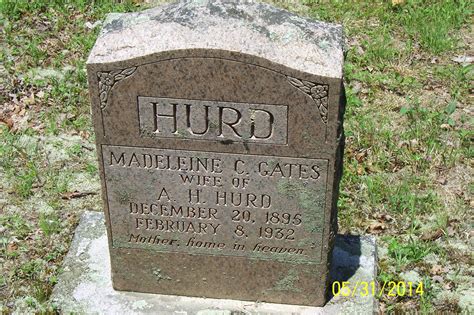 HURD
MADELEINE C. GATES
WIFE OF
A. H. HURD
DECEMBER 20, 1895
FEBRUARY 8, 1932
Mother, home in heaven.
05/31/2014